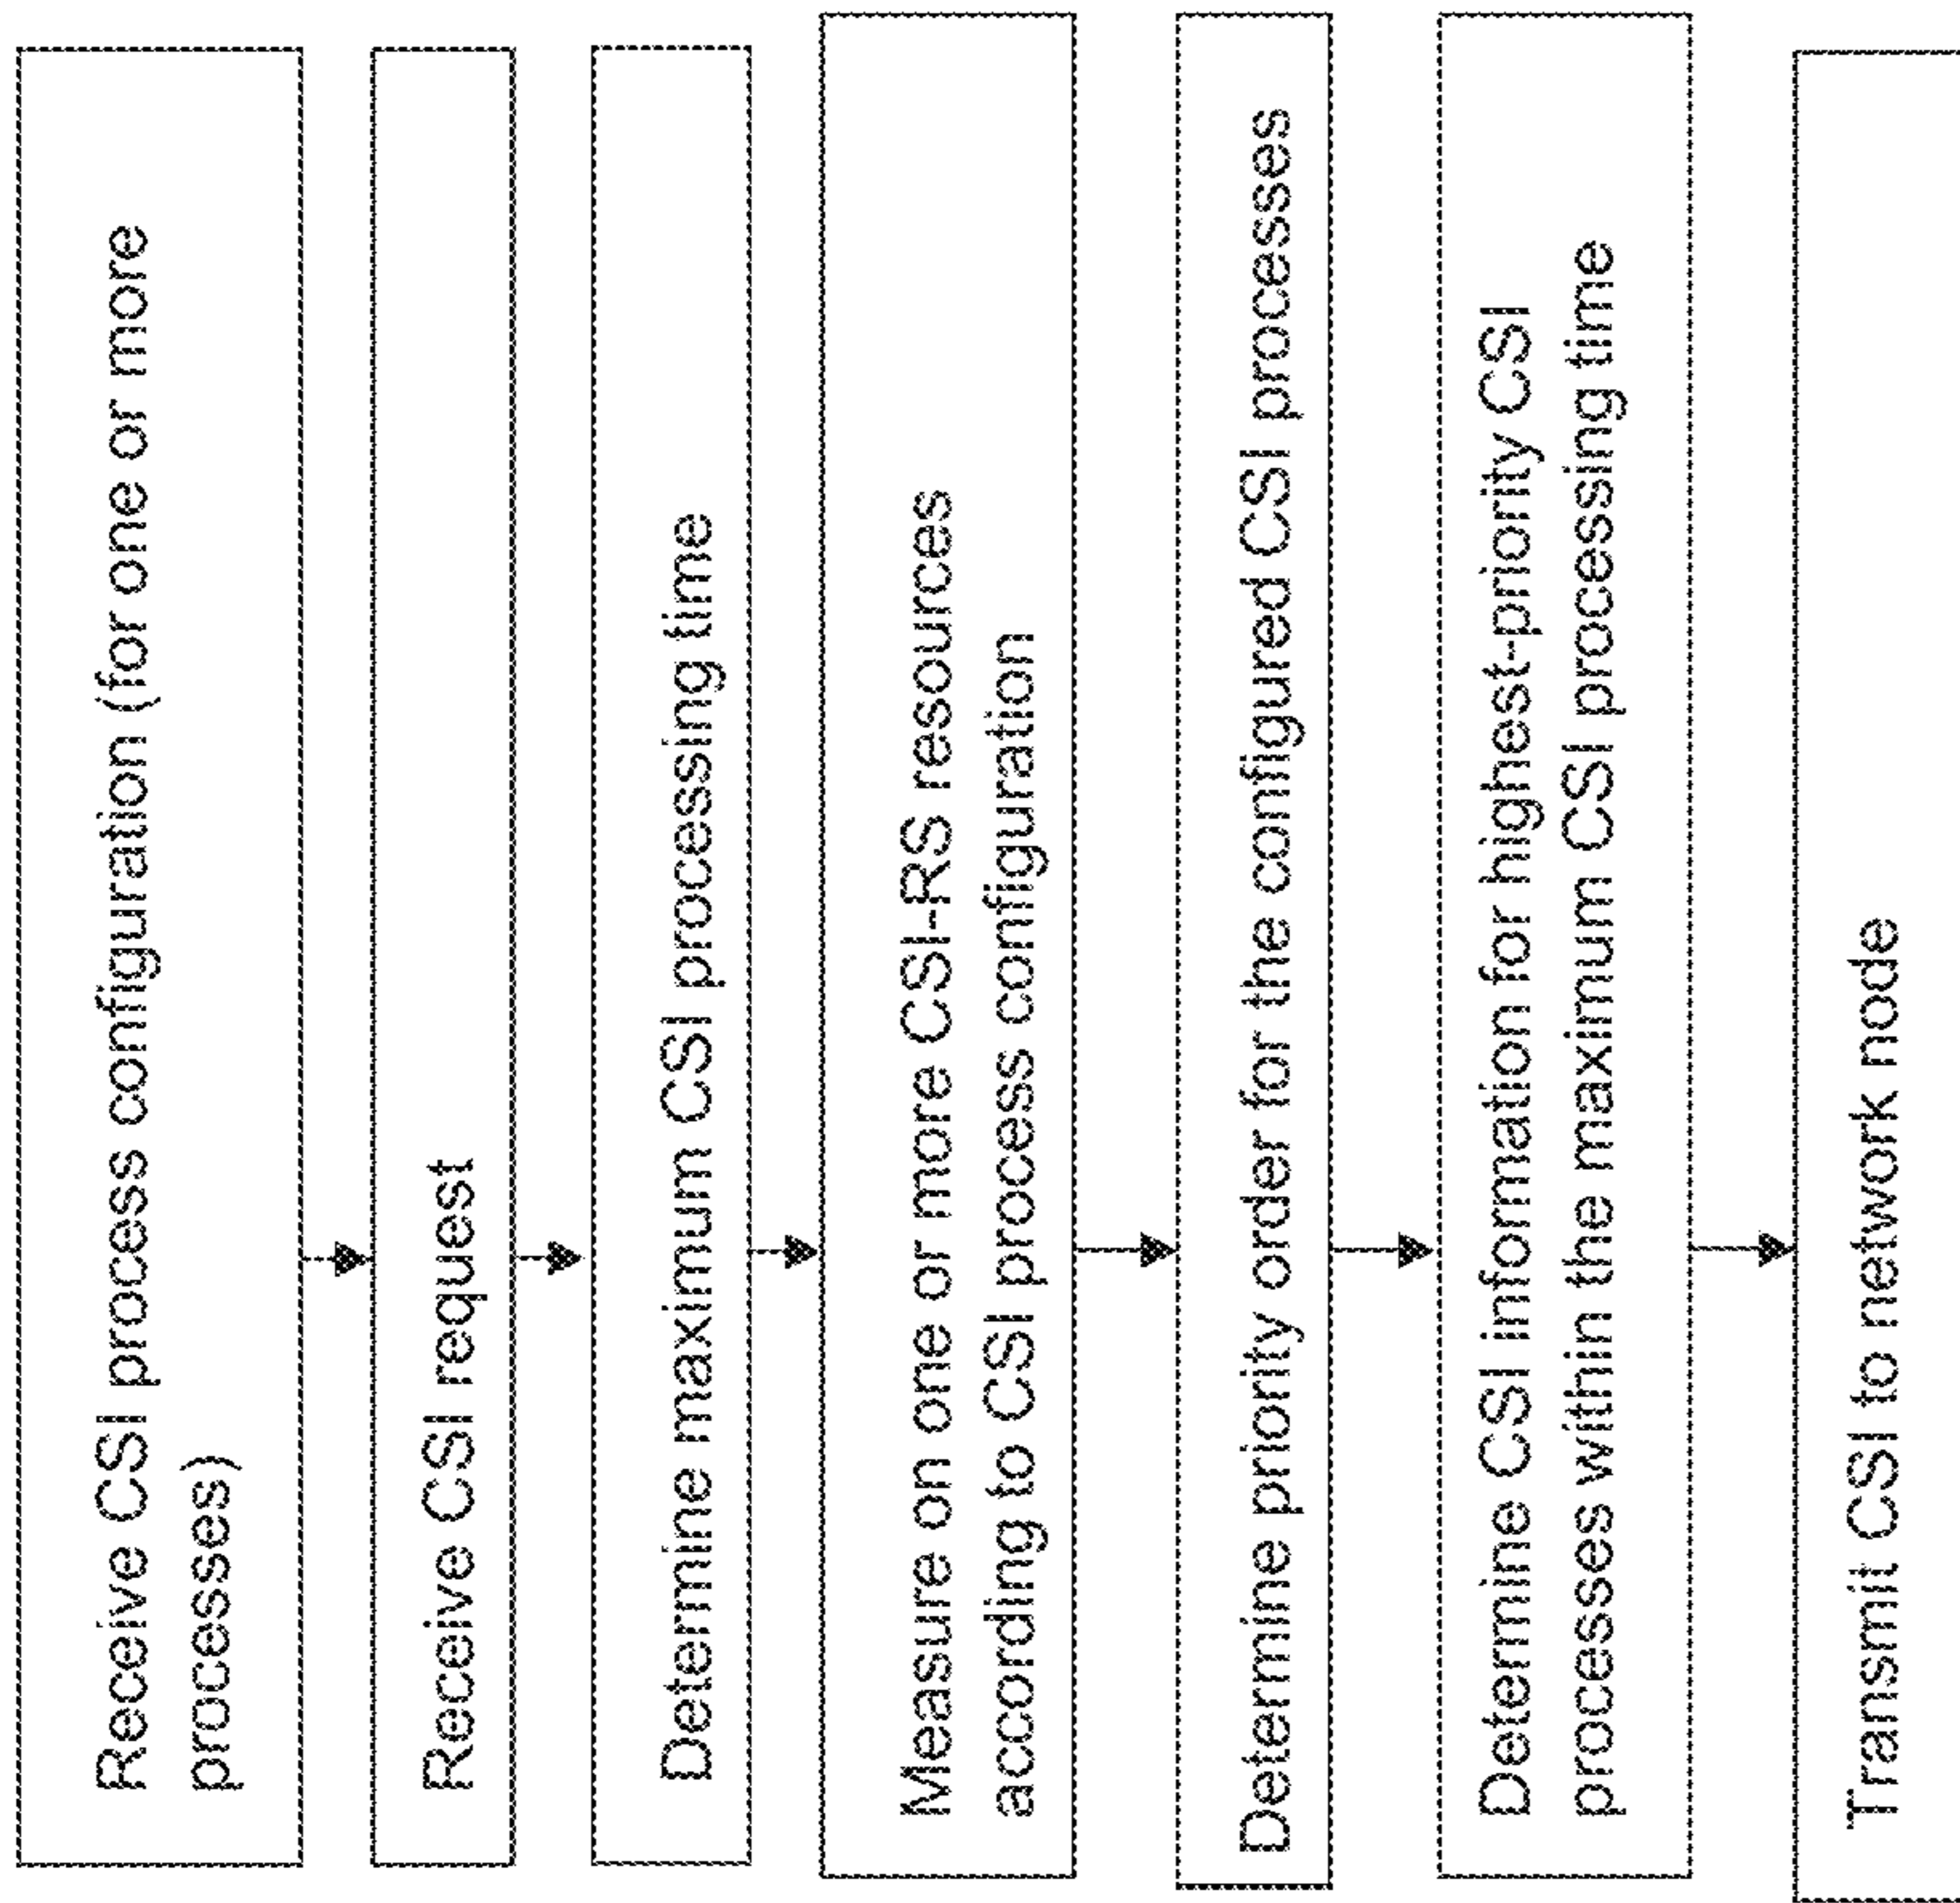 Receive CSI process configuration (for one or more
processes)
Receive CSI request
Determine maximum CSI processing time
Measure on one or more CSI-RS resources
according to CSI process configuration
Determine priority order for the configured CSI processes
Determine CSI information for highest-priority CSI
processes within the maximum CSI processing time
Transmit CSI to network node